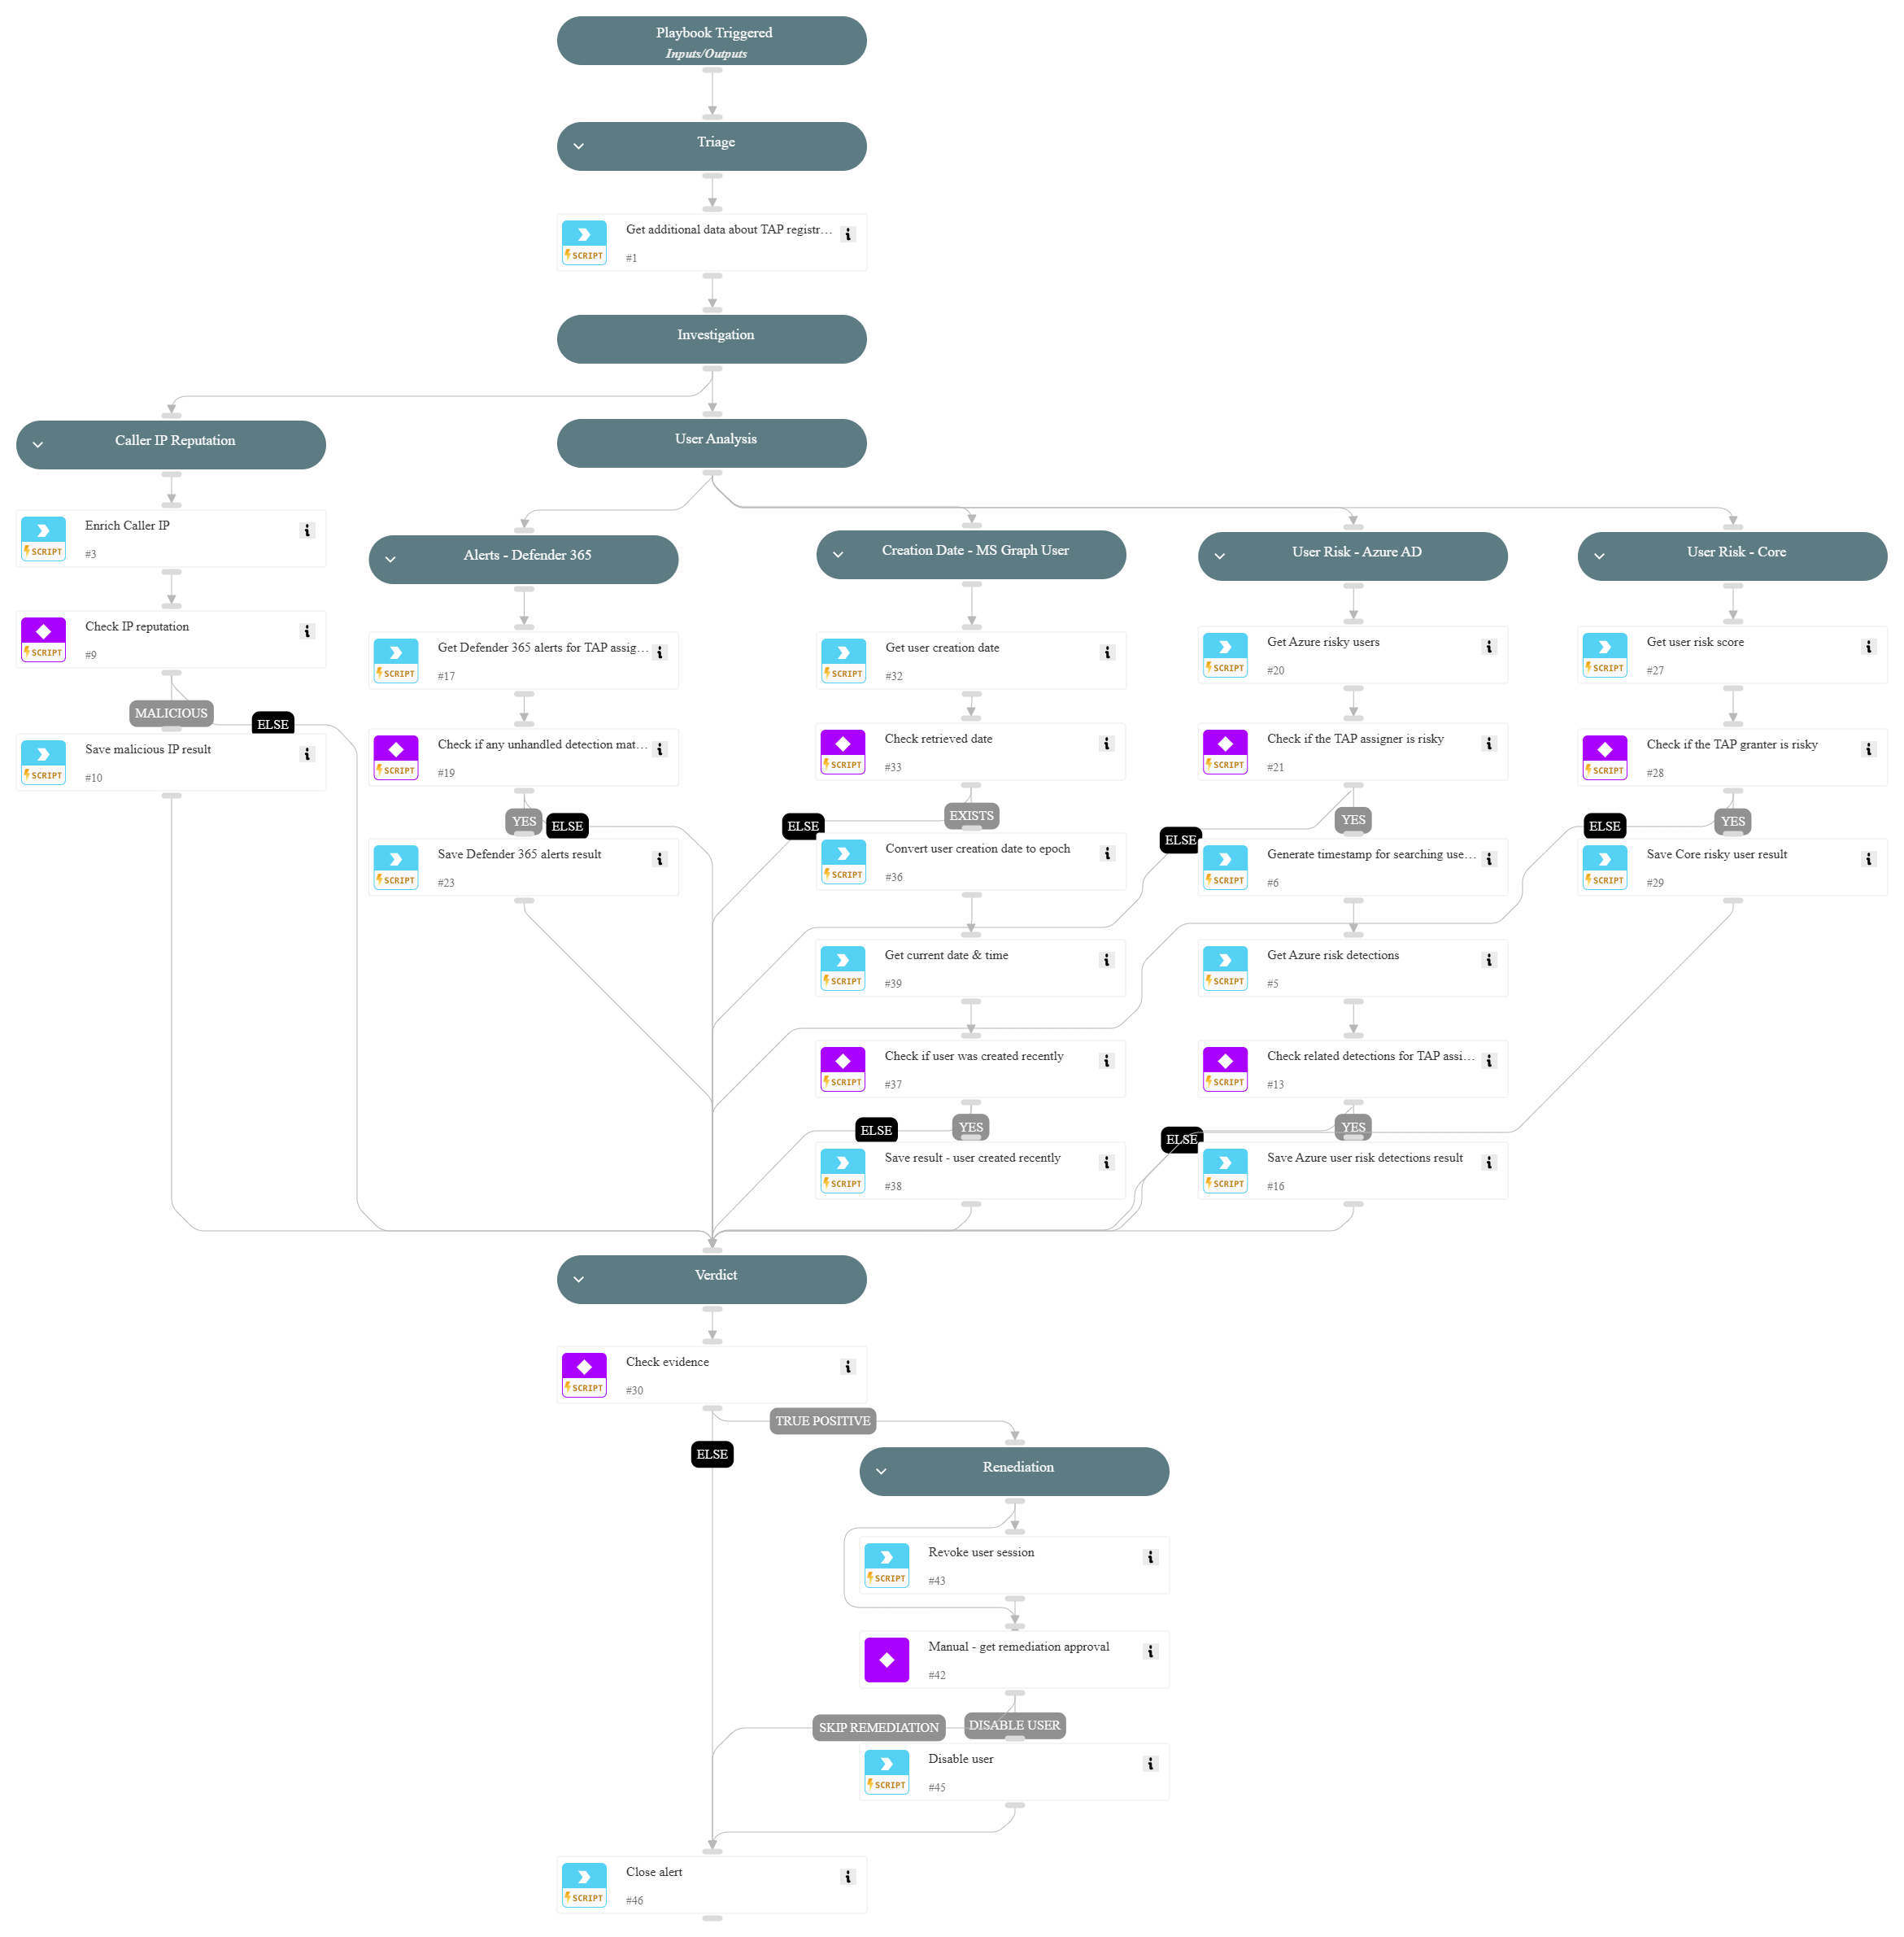 Playbook Triggered
Inputs/Outputs
Triage
Get additional data about TAP registr…
SCRIPT
#1
Investigation
Caller IP Reputation
User Analysis
Enrich Caller IP
SCRIPT
#3
Check IP reputation
SCRIPT
#9
MALICIOUS
ELSE
Save malicious IP result
SCRIPT
#10
Alerts - Defender 365
Get Defender 365 alerts for TAP assig…
SCRIPT
#17
Check if any unhandled detection mat…
SCRIPT
#19
YES
ELSE
Save Defender 365 alerts result
SCRIPT
#23
Creation Date - MS Graph User
Get user creation date
SCRIPT
#32
Check retrieved date
SCRIPT
#33
EXISTS
ELSE
Convert user creation date to epoch
SCRIPT
#36
Get current date & time
SCRIPT
#39
Check if user was created recently
SCRIPT
#37
ELSE
YES
Save result - user created recently
SCRIPT
#38
User Risk - Azure AD
Get Azure risky users
SCRIPT
#20
Check if the TAP assigner is risky
SCRIPT
#21
YES
ELSE
Generate timestamp for searching use…
SCRIPT
#6
Get Azure risk detections
SCRIPT
#5
Check related detections for TAP assi…
SCRIPT
#13
YES
ELSE
Save Azure user risk detections result
SCRIPT
#16
User Risk - Core
Get user risk score
SCRIPT
#27
Check if the TAP granter is risky
SCRIPT
#28
ELSE
YES
Save Core risky user result
SCRIPT
#29
Verdict
Check evidence
SCRIPT
#30
TRUE POSITIVE
ELSE
Renediation
Revoke user session
SCRIPT
#43
Manual - get remediation approval
#42
SKIP REMEDIATION
DISABLE USER
Disable user
SCRIPT
#45
Close alert
SCRIPT
#46